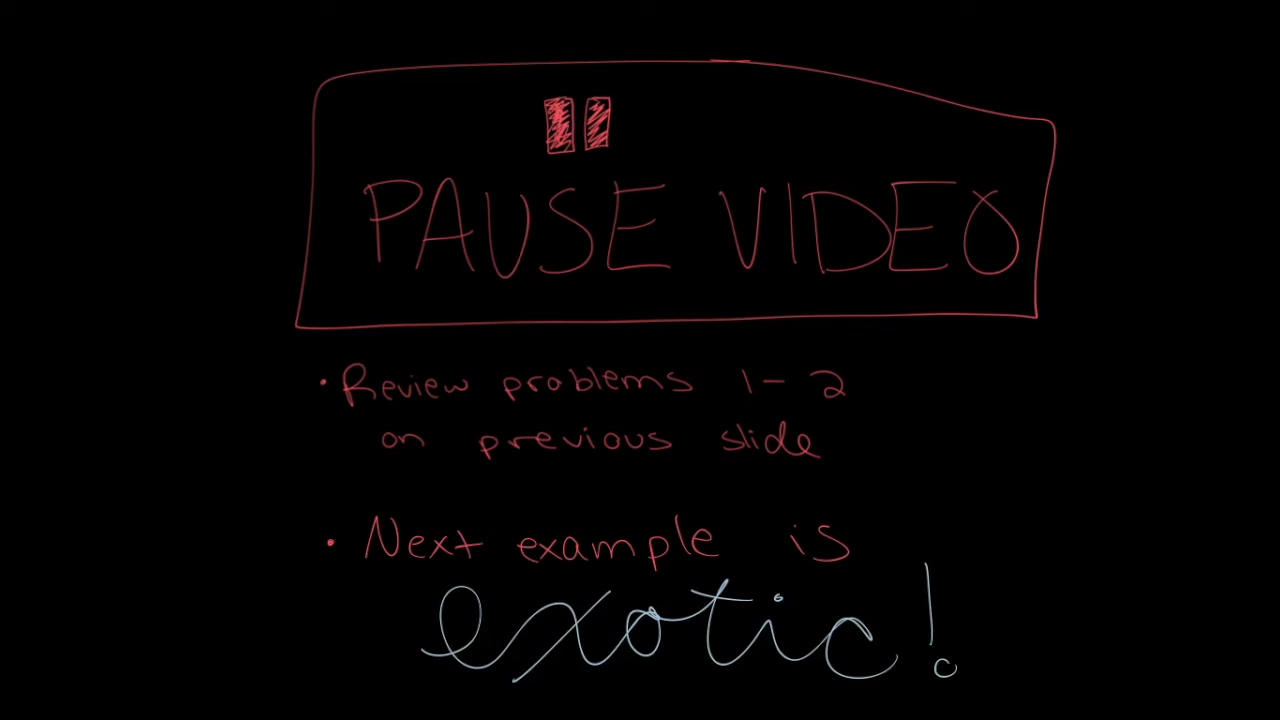 PAUSE VIDEO
• Review problems 1-2
on previous slide
• Next example is
exotic!